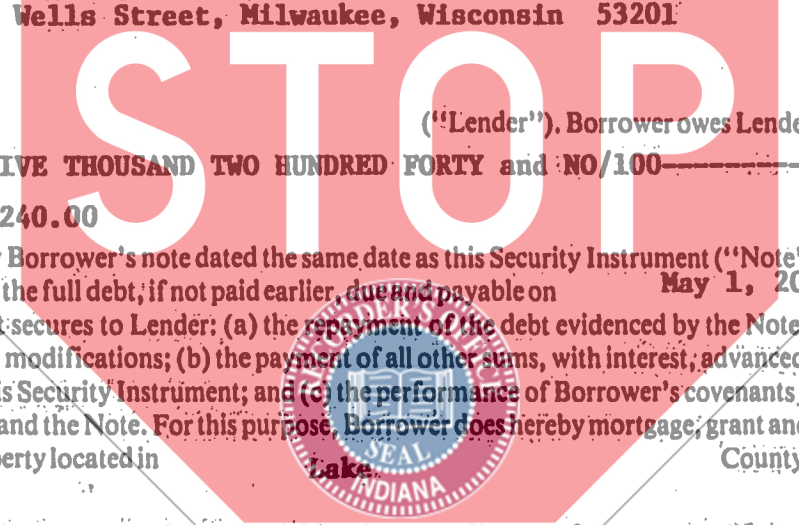 Wells Street, Milwaukee, Wisconsin 53201
STOP
("Lender"). Borrower owes Lende
IVE THOUSAND TWO HUNDRED FORTY and NO/100
240.00
Borrower's note dated the same date as this Security Instrument ("Note"
the full debt, if not paid earlier, due and payable on May 1, 20
t secures to Lender: (a) the repayment of the debt evidenced by the Note
modifications; (b) the payment of all other sums, with interest, advanced
is Security Instrument; and (c) the performance of Borrower's covenants
and the Note. For this purpose, Borrower does hereby mortgage, grant and
perty located in Lake County
RECORDER'S OFFICE
SEAL
INDIANA